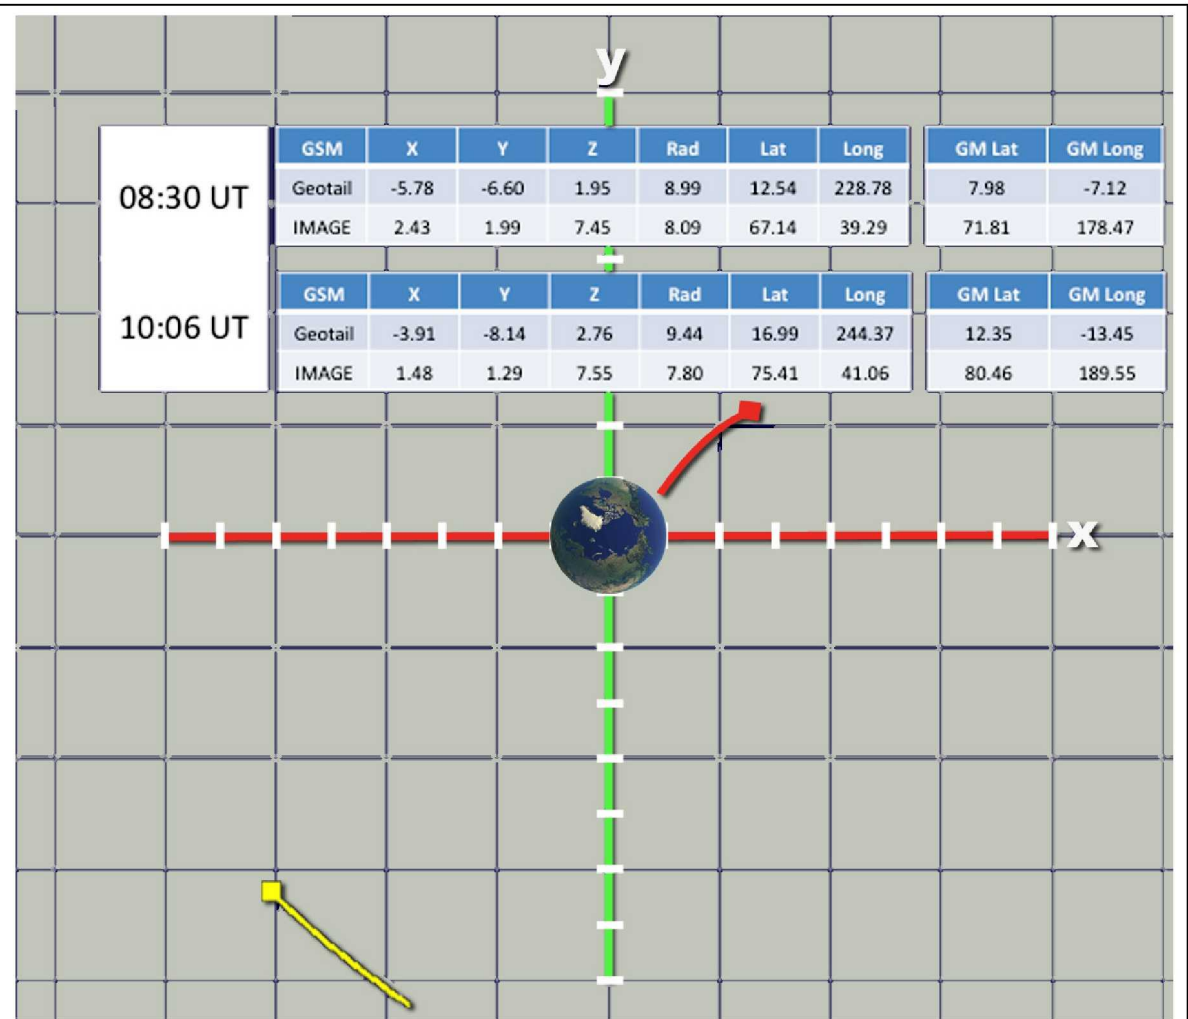 y
08:30 UT
GSM X Y Z Rad Lat Long GM Lat GM Long
Geotail -5.78 -6.60 1.95 8.99 12.54 228.78 7.98 -7.12
IMAGE 2.43 1.99 7.45 8.09 67.14 39.29 71.81 178.47
10:06 UT
GSM X Y Z Rad Lat Long GM Lat GM Long
Geotail -3.91 -8.14 2.76 9.44 16.99 244.37 12.35 -13.45
IMAGE 1.48 1.29 7.55 7.80 75.41 41.06 80.46 189.55
x